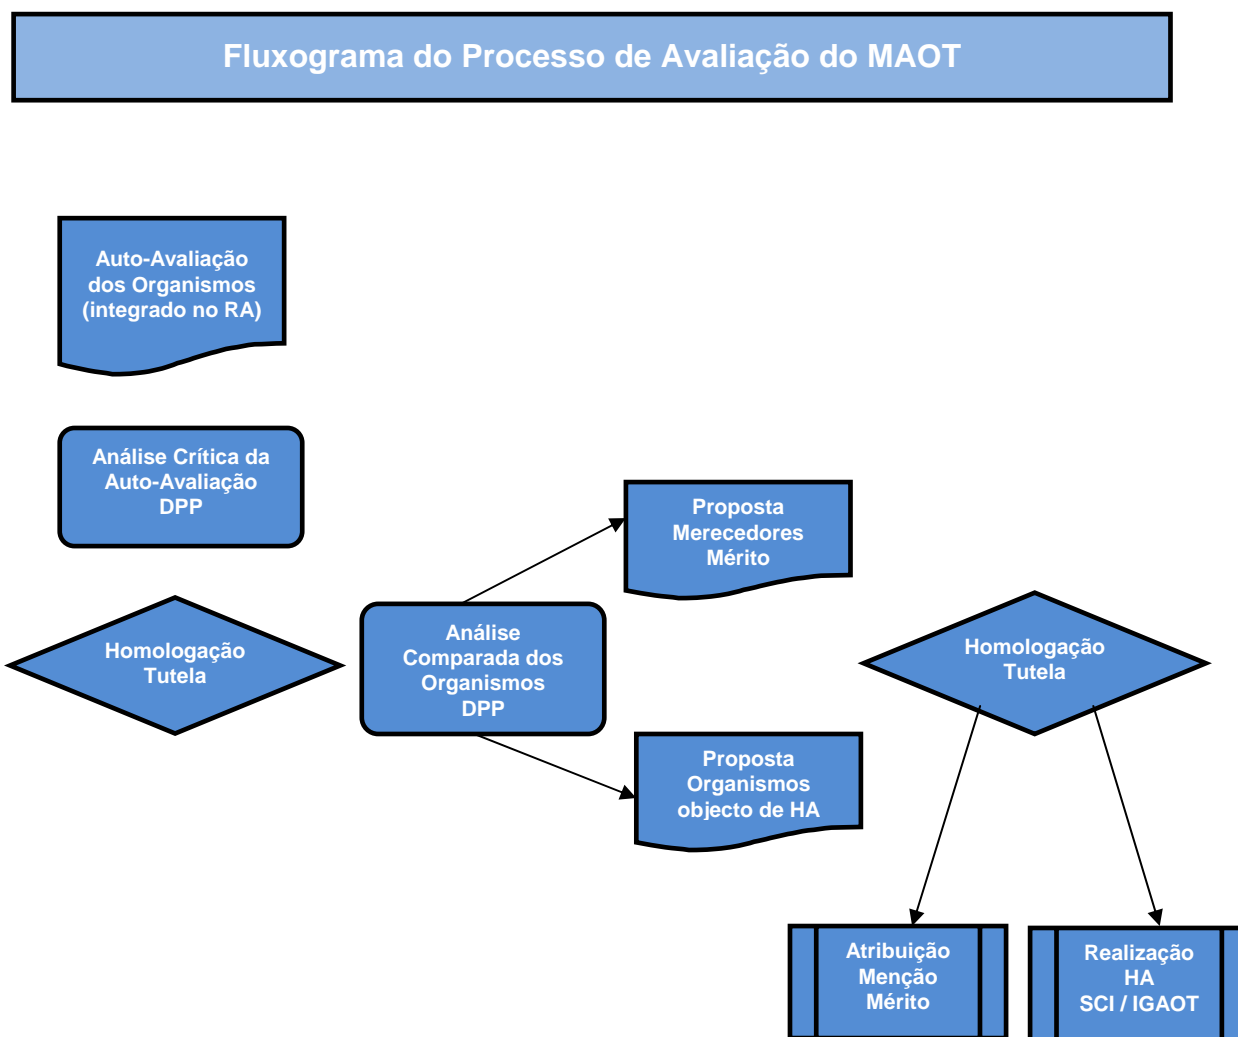 Fluxograma do Processo de Avaliação do MAOT
Auto-Avaliação
dos Organismos
(integrado no RA)
Análise Crítica da
Auto-Avaliação
DPP
Homologação
Tutela
Análise
Comparada dos
Organismos
DPP
Proposta
Merecedores
Mérito
Proposta
Organismos
objecto de HA
Homologação
Tutela
Atribuição
Menção
Mérito
Realização
HA
SCI / IGAOT